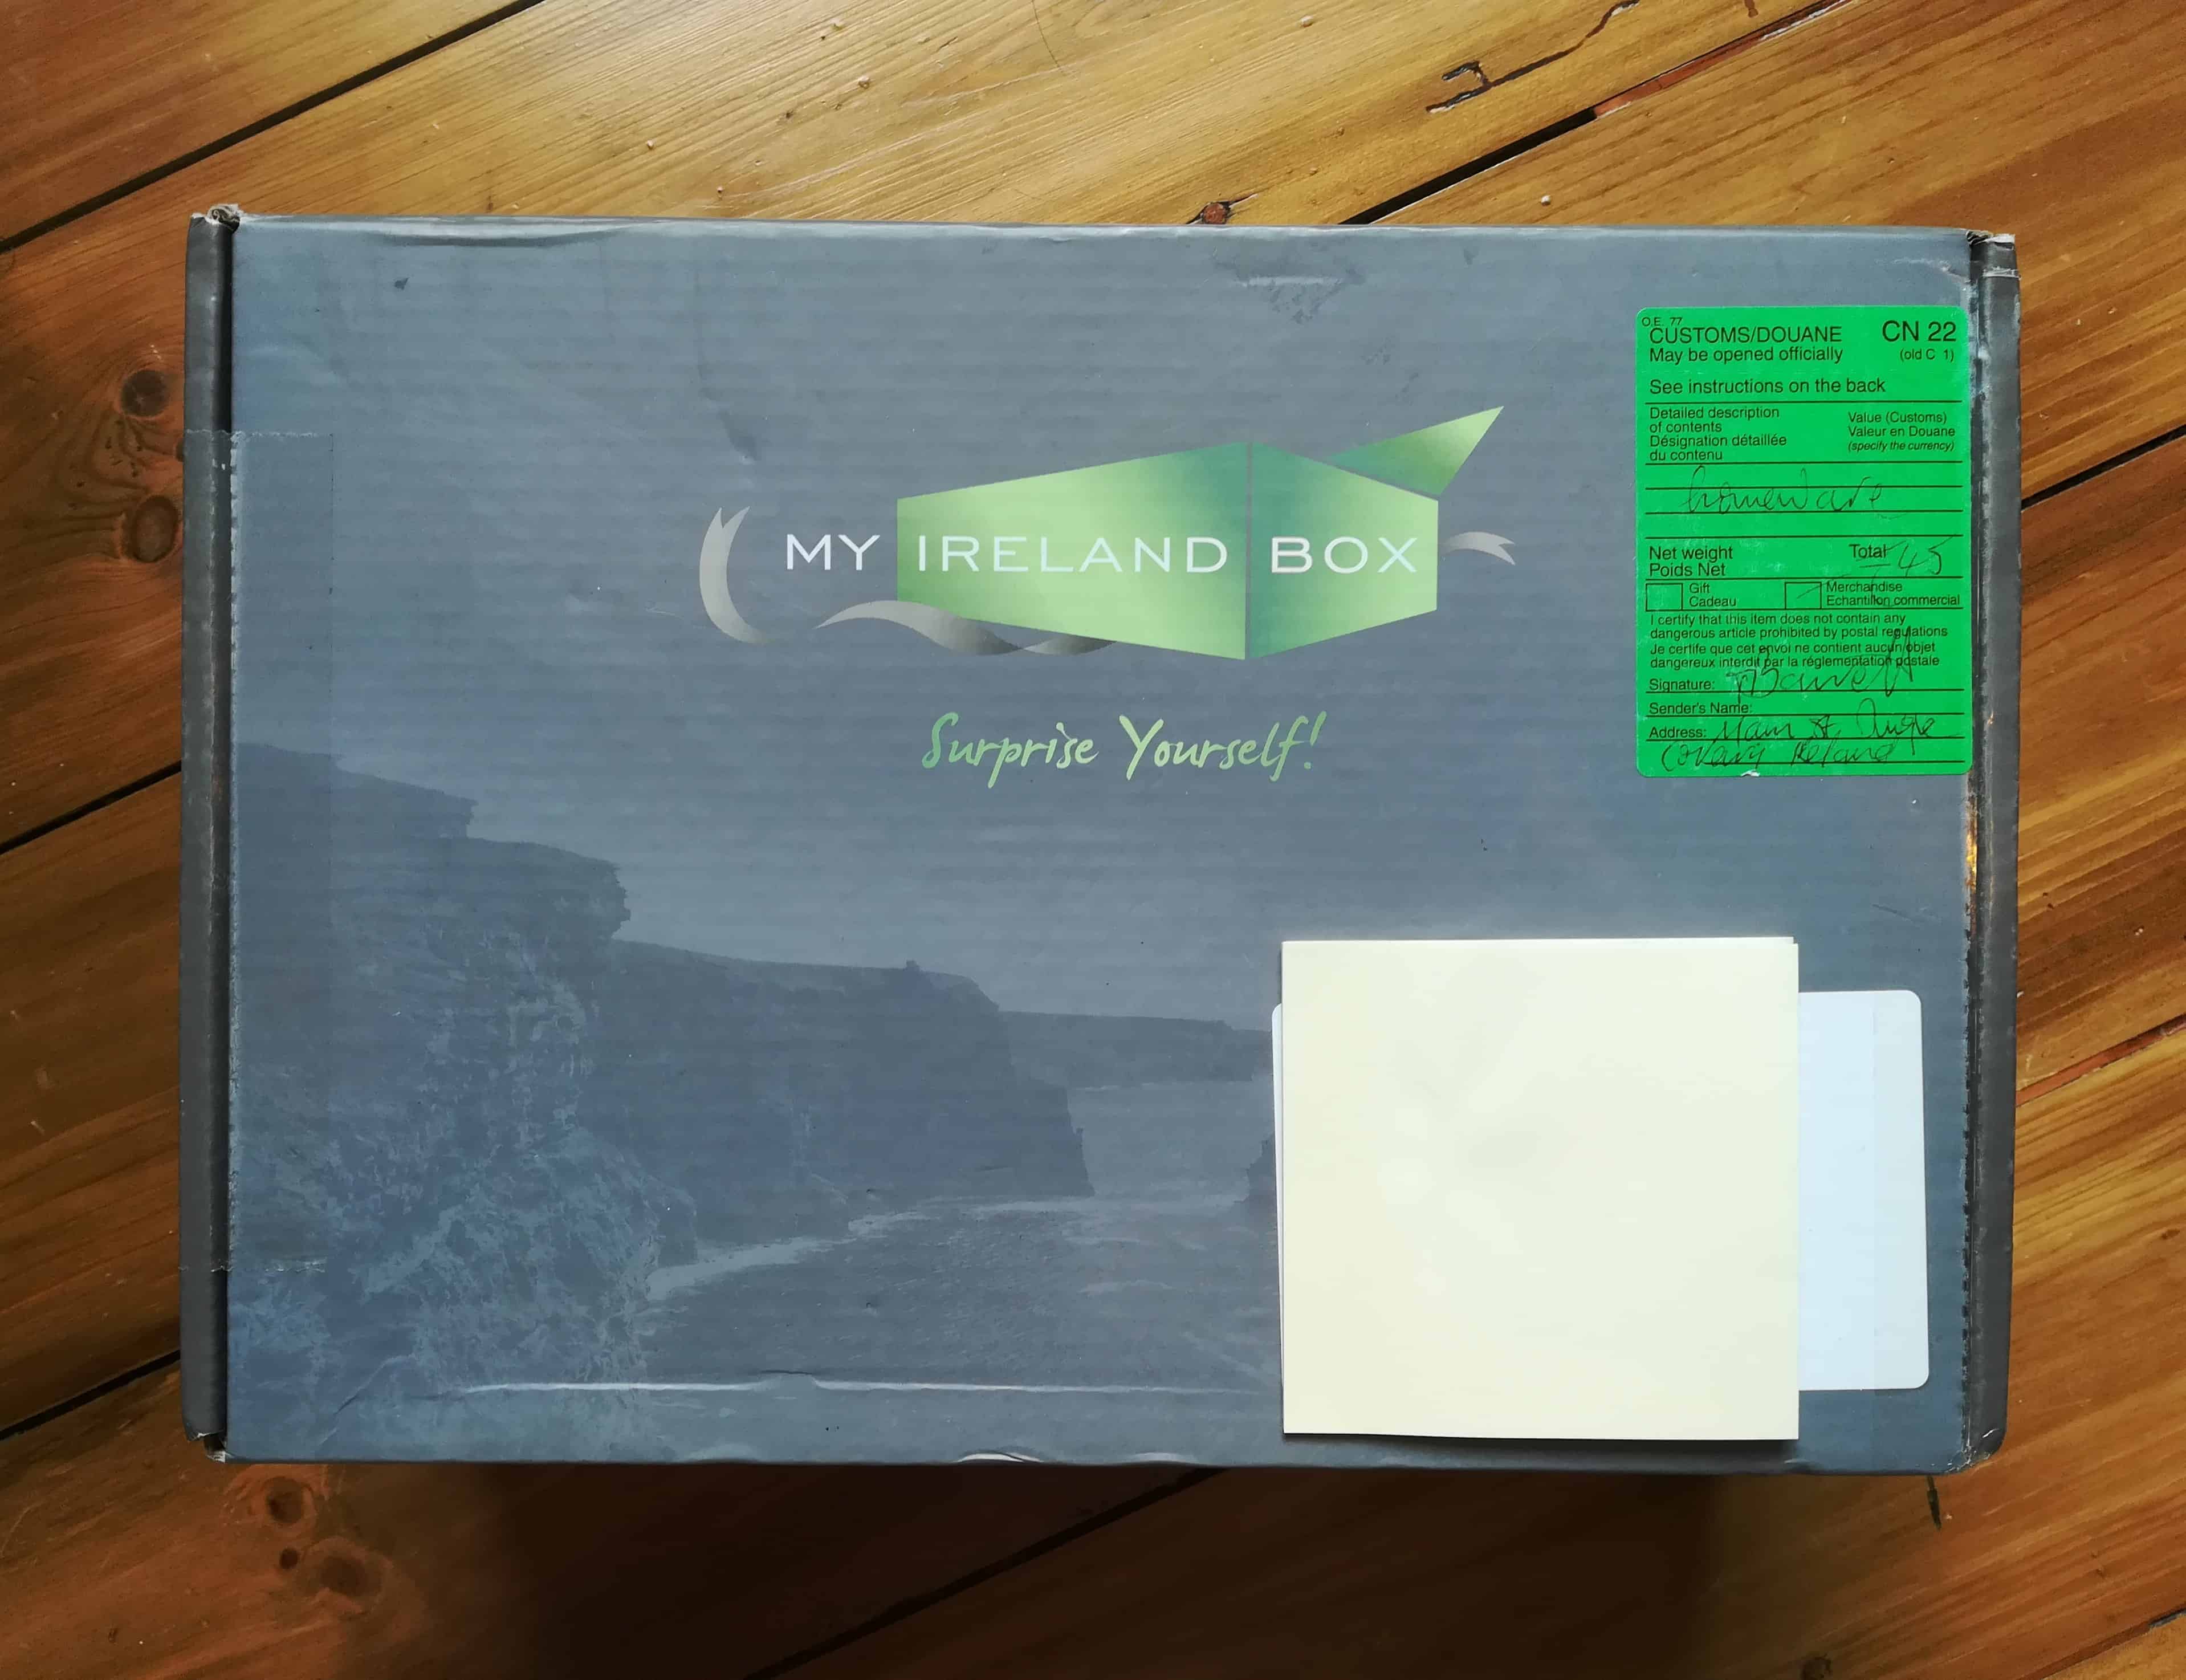 MY IRELAND BOX
Surprise Yourself!
O.E. 77
CUSTOMS/DOUANE CN 22
May be opened officially (old C 1)
See instructions on the back
Detailed description
of contents
Désignation détaillée
du contenu
Value (Customs)
Valeur en Douane
(specify the currency)
homeware
Net weight
Poids Net
Total 45
Gift
Cadeau
Merchandise
Echantillon commercial
I certify that this item does not contain any
dangerous article prohibited by postal regulations
Je certife que cet envoi ne contient aucun objet
dangereux interdit par la réglementation postale
Signature:
Sender's Name:
Address: Main St,
Ireland